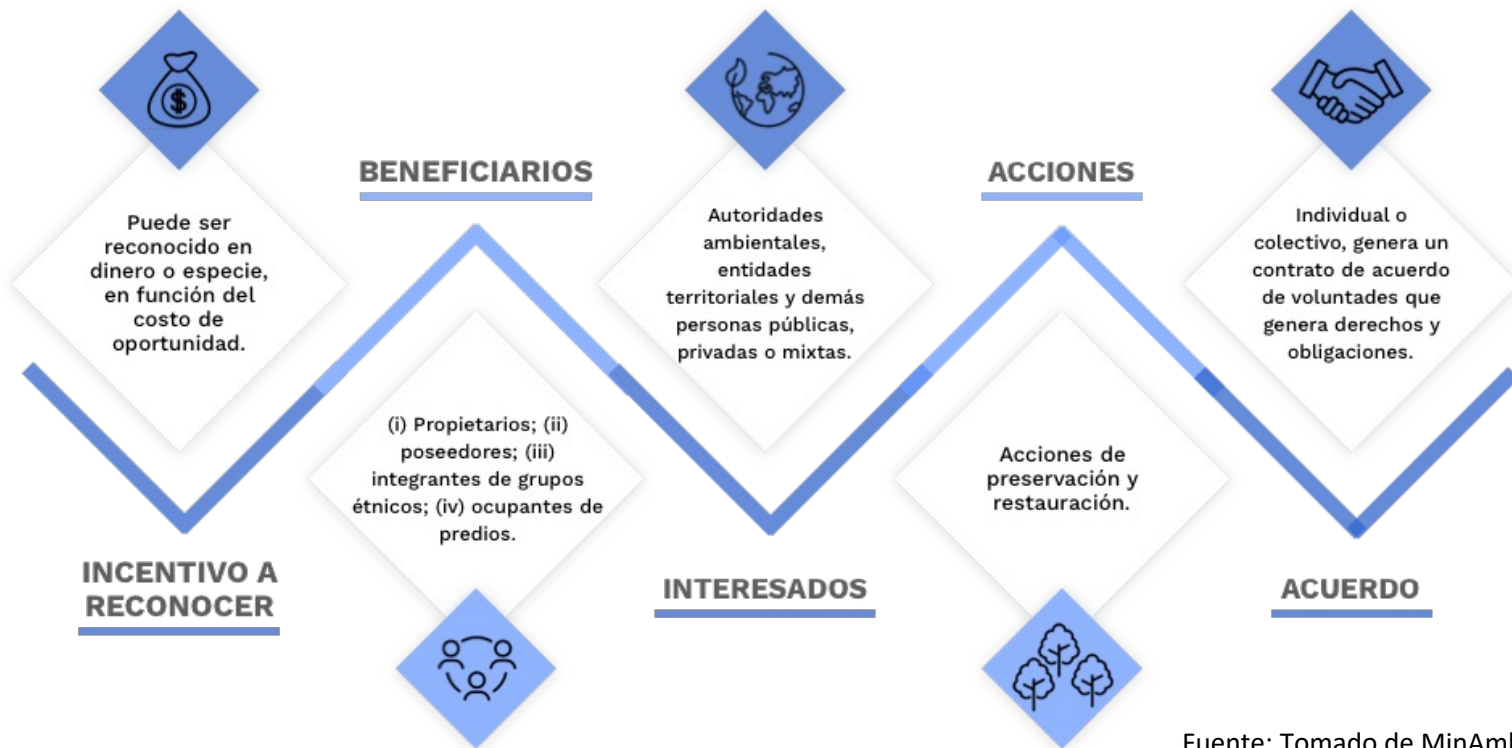 Puede ser
reconocido en
dinero o especie,
en función del
costo de
oportunidad.
INCENTIVO A
RECONOCER
BENEFICIARIOS
(i) Propietarios; (ii)
poseedores; (iii)
integrantes de grupos
étnicos; (iv) ocupantes de
predios.
Autoridades
ambientales,
entidades
territoriales y demás
personas públicas,
privadas o mixtas.
INTERESADOS
ACCIONES
Acciones de
preservación y
restauración.
Individual o
colectivo, genera un
contrato de acuerdo
de voluntades que
genera derechos y
obligaciones.
ACUERDO
Fuente: Tomado de